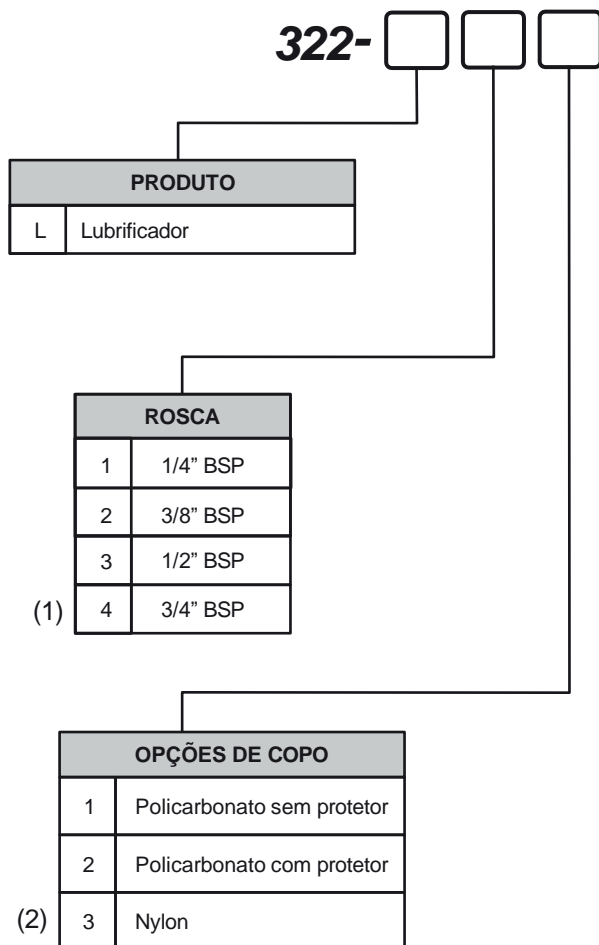 322-
PRODUTO
L Lubrificador
ROSCA
1 1/4” BSP
2 3/8” BSP
3 1/2” BSP
(1) 4 3/4” BSP
OPÇÕES DE COPO
1 Policarbonato sem protetor
2 Policarbonato com protetor
(2) 3 Nylon